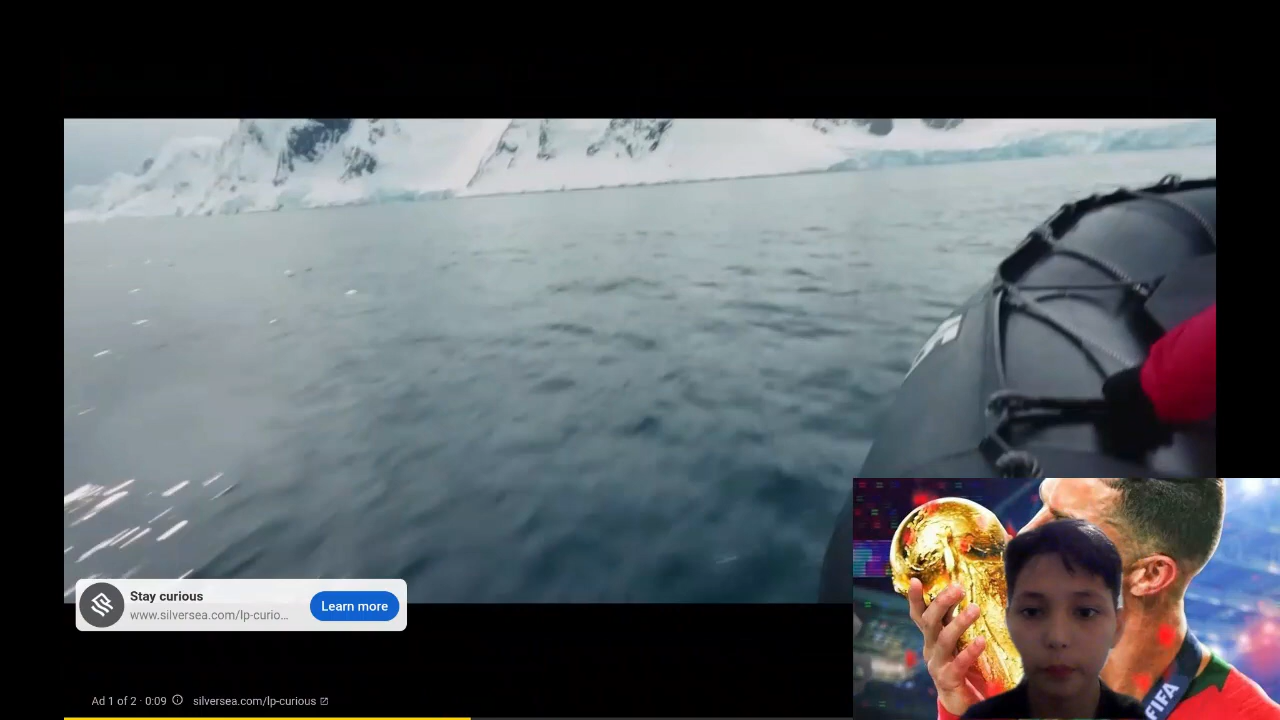 Stay curious
www.silversea.com/lp-curio...
Learn more
Ad 1 of 2 · 0:09
silversea.com/lp-curious
FIFA